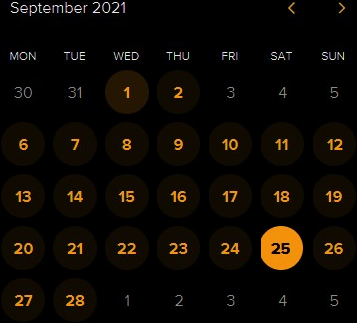 September 2021
MON TUE WED THU FRI SAT SUN
30 31 1 2 3 4 5
6 7 8 9 10 11 12
13 14 15 16 17 18 19
20 21 22 23 24 25 26
27 28 1 2 3 4 5